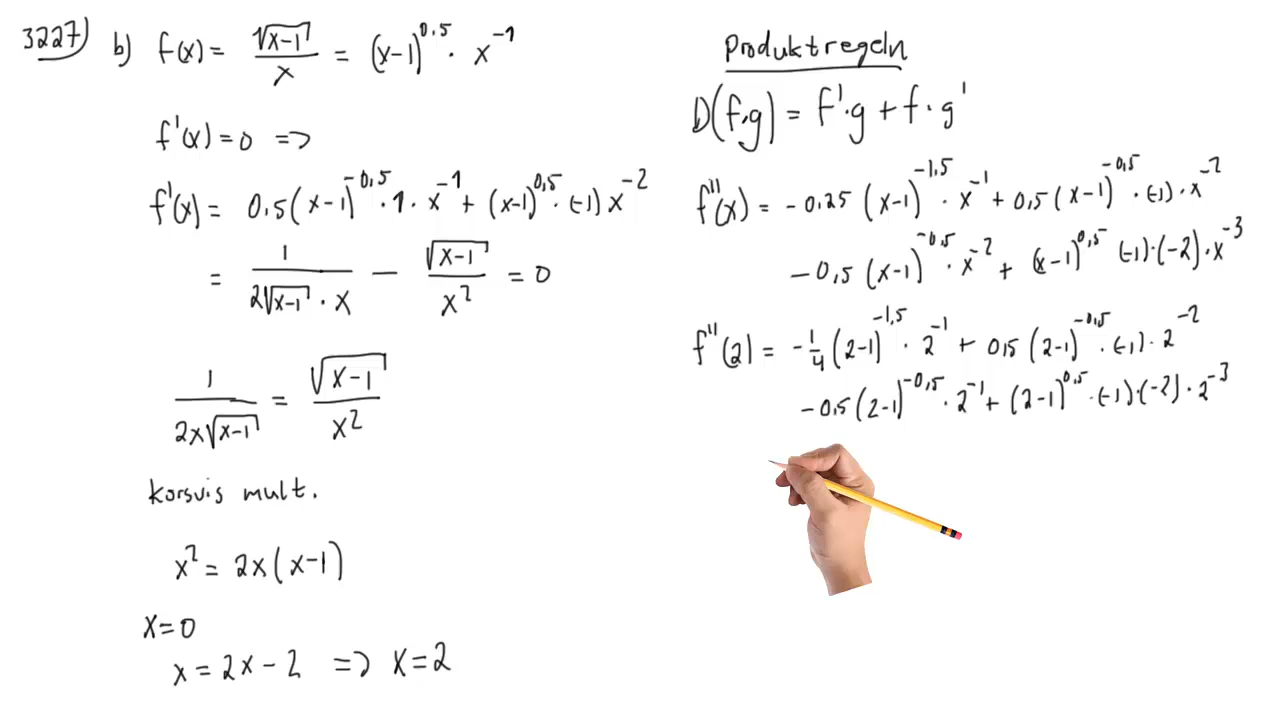 3227) b) f(x) = √(x-1) / x = (x-1)^0.5 · x^-1
f'(x) = 0 =>
f'(x) = 0.5(x-1)^-0.5 · 1 · x^-1 + (x-1)^0.5 · (-1) x^-2
= 1 / (2√(x-1) · x) - √(x-1) / x^2 = 0
1 / (2x√(x-1)) = √(x-1) / x^2
korsvis mult.
x^2 = 2x(x-1)
x=0
x = 2x - 2 => x=2
Produktregeln
D(f·g) = f'·g + f·g'
f''(x) = -0.25 (x-1)^-1.5 · x^-1 + 0.5 (x-1)^-0.5 · (-1) · x^-2
-0.5 (x-1)^-0.5 · x^-2 + (x-1)^0.5 (-1)·(-2)·x^-3
f''(2) = -1/4 (2-1)^-1.5 · 2^-1 + 0.5 (2-1)^-0.5 · (-1) · 2^-2
-0.5 (2-1)^-0.5 · 2^-1 + (2-1)^0.5 · (-1)·(-2) · 2^-3